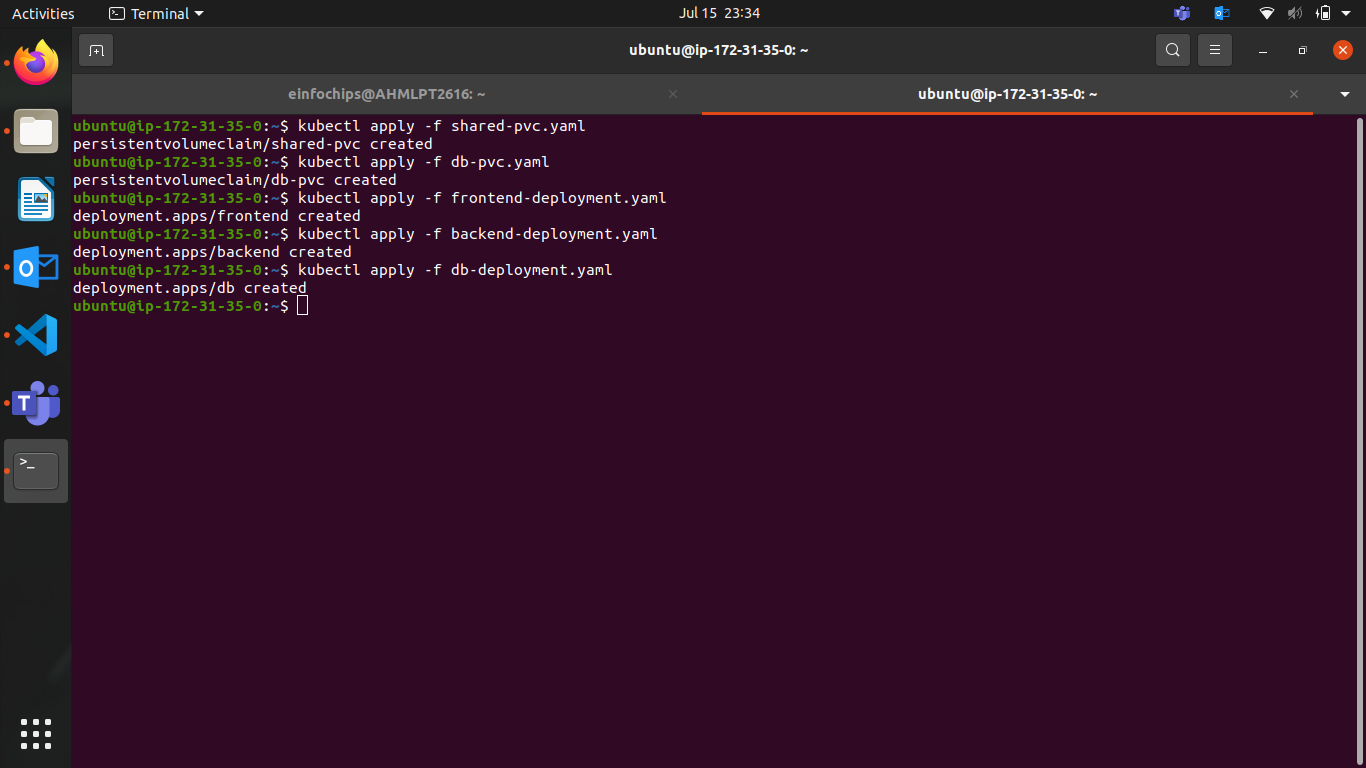 Activities
Terminal
Jul 15 23:34
ubuntu@ip-172-31-35-0: ~
einfochips@AHMLPT2616: ~
ubuntu@ip-172-31-35-0: ~
ubuntu@ip-172-31-35-0:~$ kubectl apply -f shared-pvc.yaml
persistentvolumeclaim/shared-pvc created
ubuntu@ip-172-31-35-0:~$ kubectl apply -f db-pvc.yaml
persistentvolumeclaim/db-pvc created
ubuntu@ip-172-31-35-0:~$ kubectl apply -f frontend-deployment.yaml
deployment.apps/frontend created
ubuntu@ip-172-31-35-0:~$ kubectl apply -f backend-deployment.yaml
deployment.apps/backend created
ubuntu@ip-172-31-35-0:~$ kubectl apply -f db-deployment.yaml
deployment.apps/db created
ubuntu@ip-172-31-35-0:~$